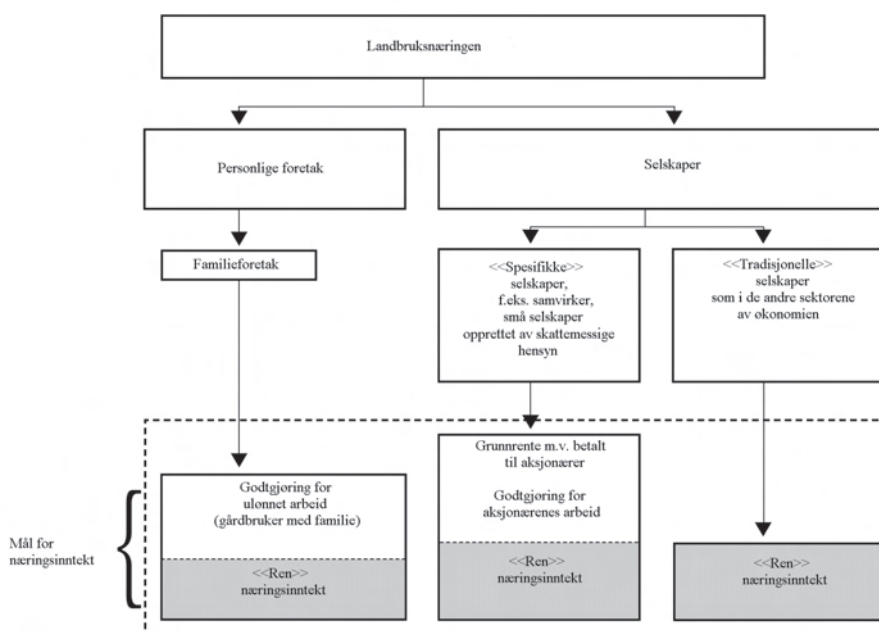 Landbruksnæringen
Personlige foretak
Selskaper
Familieforetak
<<Spesifikke>>
selskaper,
f.eks. samvirker,
små selskaper
opprettet av skattemessige
hensyn
<<Tradisjonelle>>
selskaper
som i de andre sektorene
av økonomien
Mål for
næringsinntekt
Godtgjøring for
ulønnet arbeid
(gårdbruker med familie)
<<Ren>>
næringsinntekt
Grunnrente m.v. betalt
til aksjonærer
Godtgjøring for
aksjonærenes arbeid
<<Ren>>
næringsinntekt
<<Ren>>
næringsinntekt